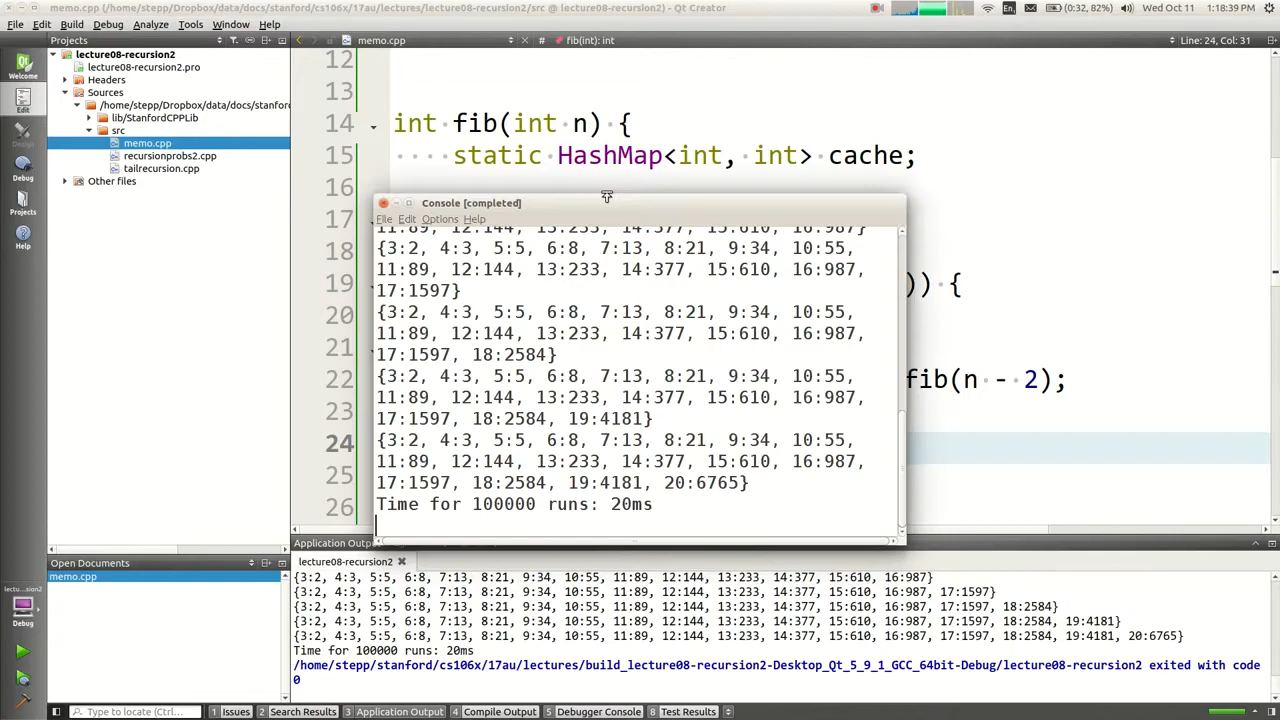 memo.cpp (~/Dropbox/data/docs/stanford/cs106x/17au/lectures/lecture08-recursion2/src @ lecture08-recursion2) - Qt Creator
(0:32, 82%) Wed Oct 11 1:18:39 PM
File Edit Build Debug Analyze Tools Window Help
Projects
memo.cpp # fib(int): int Line: 24, Col: 31
lecture08-recursion2
lecture08-recursion2.pro
Headers
Sources
/home/stepp/Dropbox/data/docs/stanford
lib/StanfordCPPLib
src
memo.cpp
recursionprobs2.cpp
tailrecursion.cpp
Other files
Welcome
Edit
Design
Debug
Projects
Help
12
13
14 int fib(int n) {
15 static HashMap<int, int> cache;
16
17
18
19 )) {
20
21
22 fib(n - 2);
23
24
25
26
Console [completed]
File Edit Options Help
11:89, 12:144, 13:233, 14:377, 15:610, 16:987}
{3:2, 4:3, 5:5, 6:8, 7:13, 8:21, 9:34, 10:55,
11:89, 12:144, 13:233, 14:377, 15:610, 16:987,
17:1597}
{3:2, 4:3, 5:5, 6:8, 7:13, 8:21, 9:34, 10:55,
11:89, 12:144, 13:233, 14:377, 15:610, 16:987,
17:1597, 18:2584}
{3:2, 4:3, 5:5, 6:8, 7:13, 8:21, 9:34, 10:55,
11:89, 12:144, 13:233, 14:377, 15:610, 16:987,
17:1597, 18:2584, 19:4181}
{3:2, 4:3, 5:5, 6:8, 7:13, 8:21, 9:34, 10:55,
11:89, 12:144, 13:233, 14:377, 15:610, 16:987,
17:1597, 18:2584, 19:4181, 20:6765}
Time for 100000 runs: 20ms
Open Documents
memo.cpp
Application Outpu
lecture08-recursion2
{3:2, 4:3, 5:5, 6:8, 7:13, 8:21, 9:34, 10:55, 11:89, 12:144, 13:233, 14:377, 15:610, 16:987}
{3:2, 4:3, 5:5, 6:8, 7:13, 8:21, 9:34, 10:55, 11:89, 12:144, 13:233, 14:377, 15:610, 16:987, 17:1597}
{3:2, 4:3, 5:5, 6:8, 7:13, 8:21, 9:34, 10:55, 11:89, 12:144, 13:233, 14:377, 15:610, 16:987, 17:1597, 18:2584}
{3:2, 4:3, 5:5, 6:8, 7:13, 8:21, 9:34, 10:55, 11:89, 12:144, 13:233, 14:377, 15:610, 16:987, 17:1597, 18:2584, 19:4181}
{3:2, 4:3, 5:5, 6:8, 7:13, 8:21, 9:34, 10:55, 11:89, 12:144, 13:233, 14:377, 15:610, 16:987, 17:1597, 18:2584, 19:4181, 20:6765}
Time for 100000 runs: 20ms
/home/stepp/stanford/cs106x/17au/lectures/build_lecture08-recursion2-Desktop_Qt_5_9_1_GCC_64bit-Debug/lecture08-recursion2 exited with code
0
lectu...sion2
Debug
Type to locate (Ctrl... 1 Issues 2 Search Results 3 Application Output 4 Compile Output 5 Debugger Console 8 Test Results